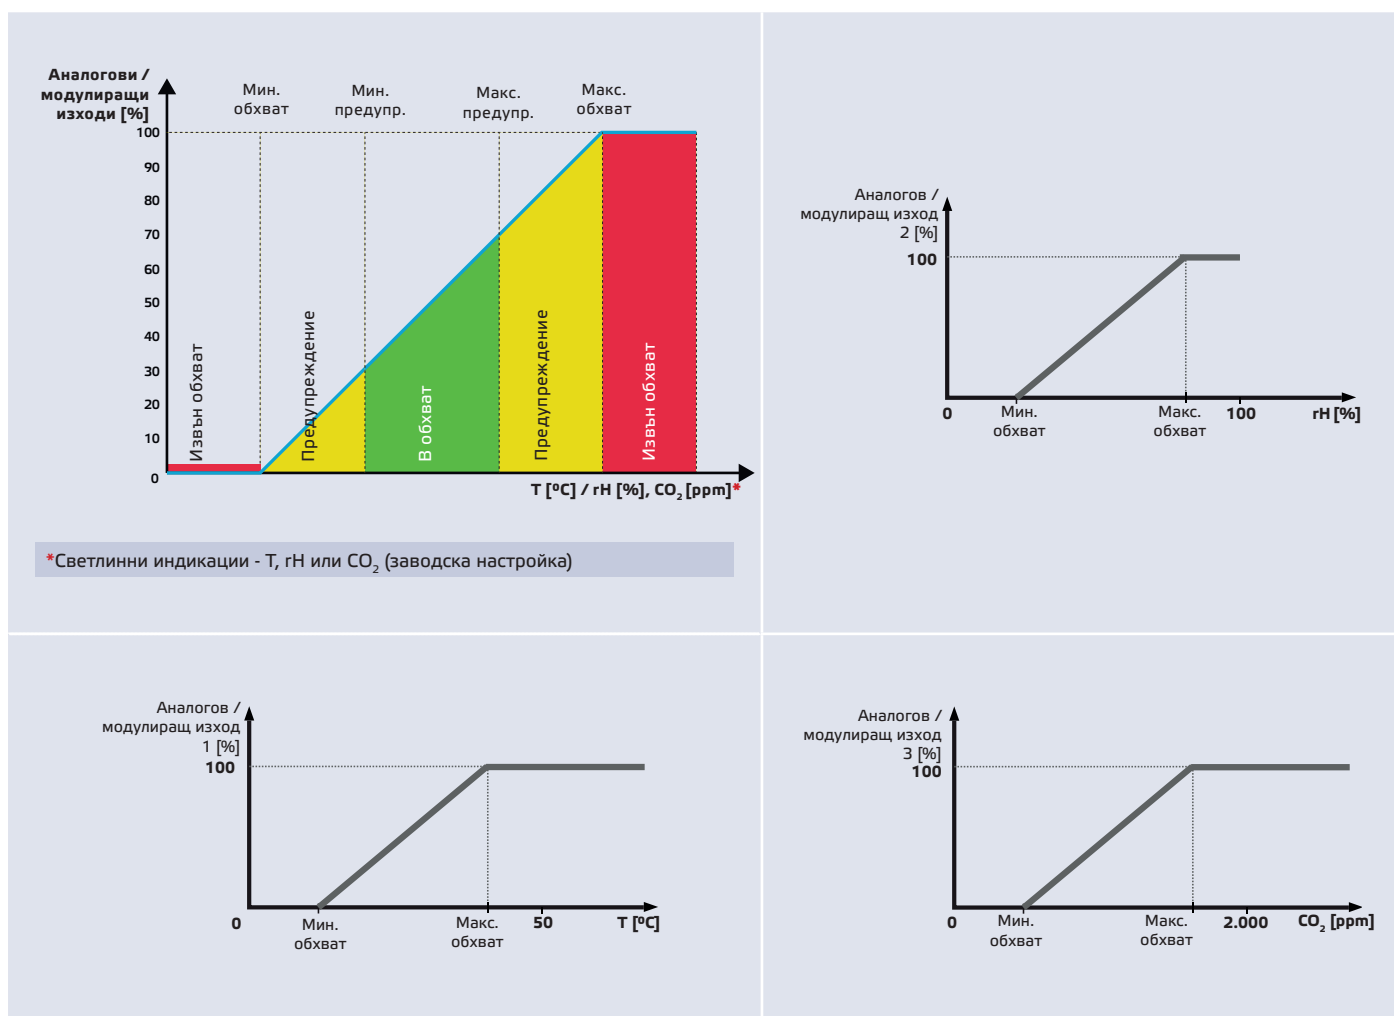 Аналогови /
модулиращи
изходи [%]
Мин.
обхват
Мин.
предупр.
Макс.
предупр.
Макс.
обхват
100
90
80
70
60
50
40
30
20
10
0
Извън обхват
Предупреждение
В обхват
Предупреждение
Извън обхват
T [ºC] / rH [%], CO₂ [ppm]*
*Светлинни индикации - T, rH или CO₂ (заводска настройка)
Аналогов /
модулиращ изход
2 [%]
100
0
Мин.
обхват
Макс.
обхват
100
rH [%]
Аналогов /
модулиращ изход
1 [%]
100
0
Мин.
обхват
Макс.
обхват
50
T [ºC]
Аналогов /
модулиращ изход
3 [%]
100
0
Мин.
обхват
Макс.
обхват
2.000
CO₂ [ppm]